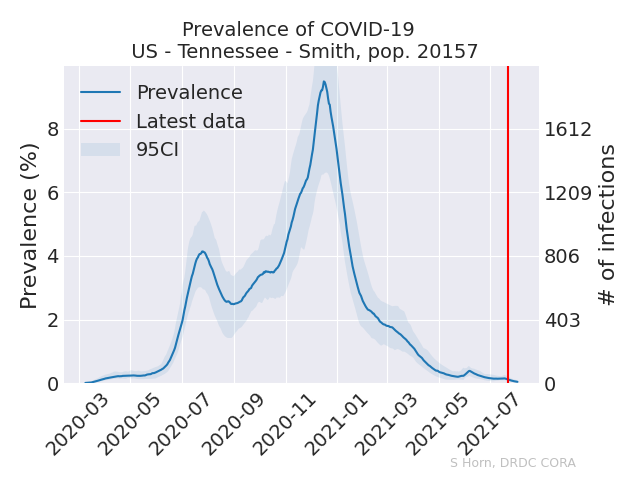 Prevalence of COVID-19
US - Tennessee - Smith, pop. 20157
Prevalence
Latest data
95CI
Prevalence (%)
8
6
4
2
0
1612
1209
806
403
0
# of infections
2020-03
2020-05
2020-07
2020-09
2020-11
2021-01
2021-03
2021-05
2021-07
S Horn, DRDC CORA